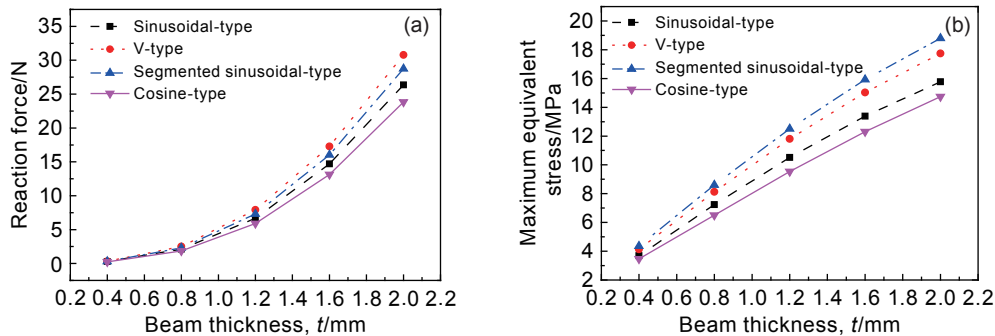 (a)
Sinusoidal-type
V-type
Segmented sinusoidal-type
Cosine-type
Reaction force/N
35
30
25
20
15
10
5
0
0.2 0.4 0.6 0.8 1.0 1.2 1.4 1.6 1.8 2.0 2.2
Beam thickness, t/mm
(b)
Sinusoidal-type
V-type
Segmented sinusoidal-type
Cosine-type
Maximum equivalent
stress/MPa
20
18
16
14
12
10
8
6
4
2
0.2 0.4 0.6 0.8 1.0 1.2 1.4 1.6 1.8 2.0 2.2
Beam thickness, t/mm